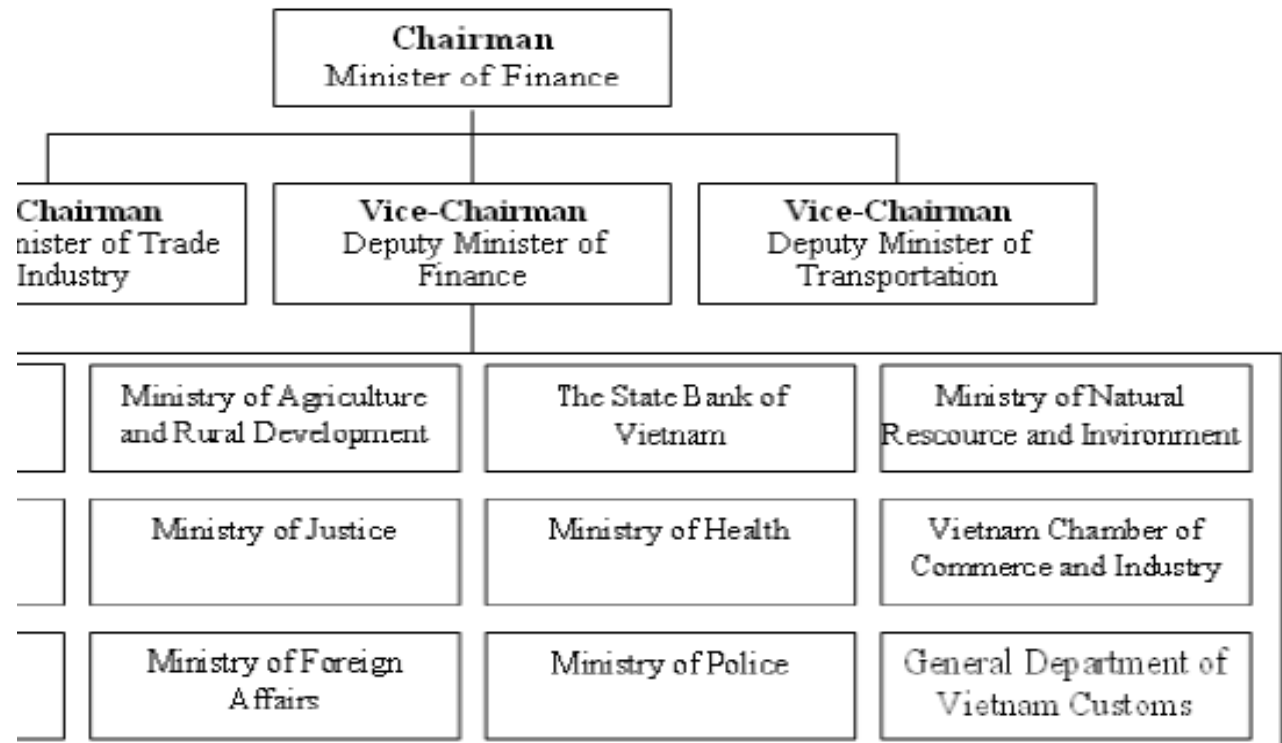 Chairman
Minister of Finance
Chairman
nister of Trade
Industry
Vice-Chairman
Deputy Minister of
Finance
Vice-Chairman
Deputy Minister of
Transportation
Ministry of Agriculture
and Rural Development
The State Bank of
Vietnam
Ministry of Natural
Rescource and Invironment
Ministry of Justice
Ministry of Health
Vietnam Chamber of
Commerce and Industry
Ministry of Foreign
Affairs
Ministry of Police
General Department of
Vietnam Customs